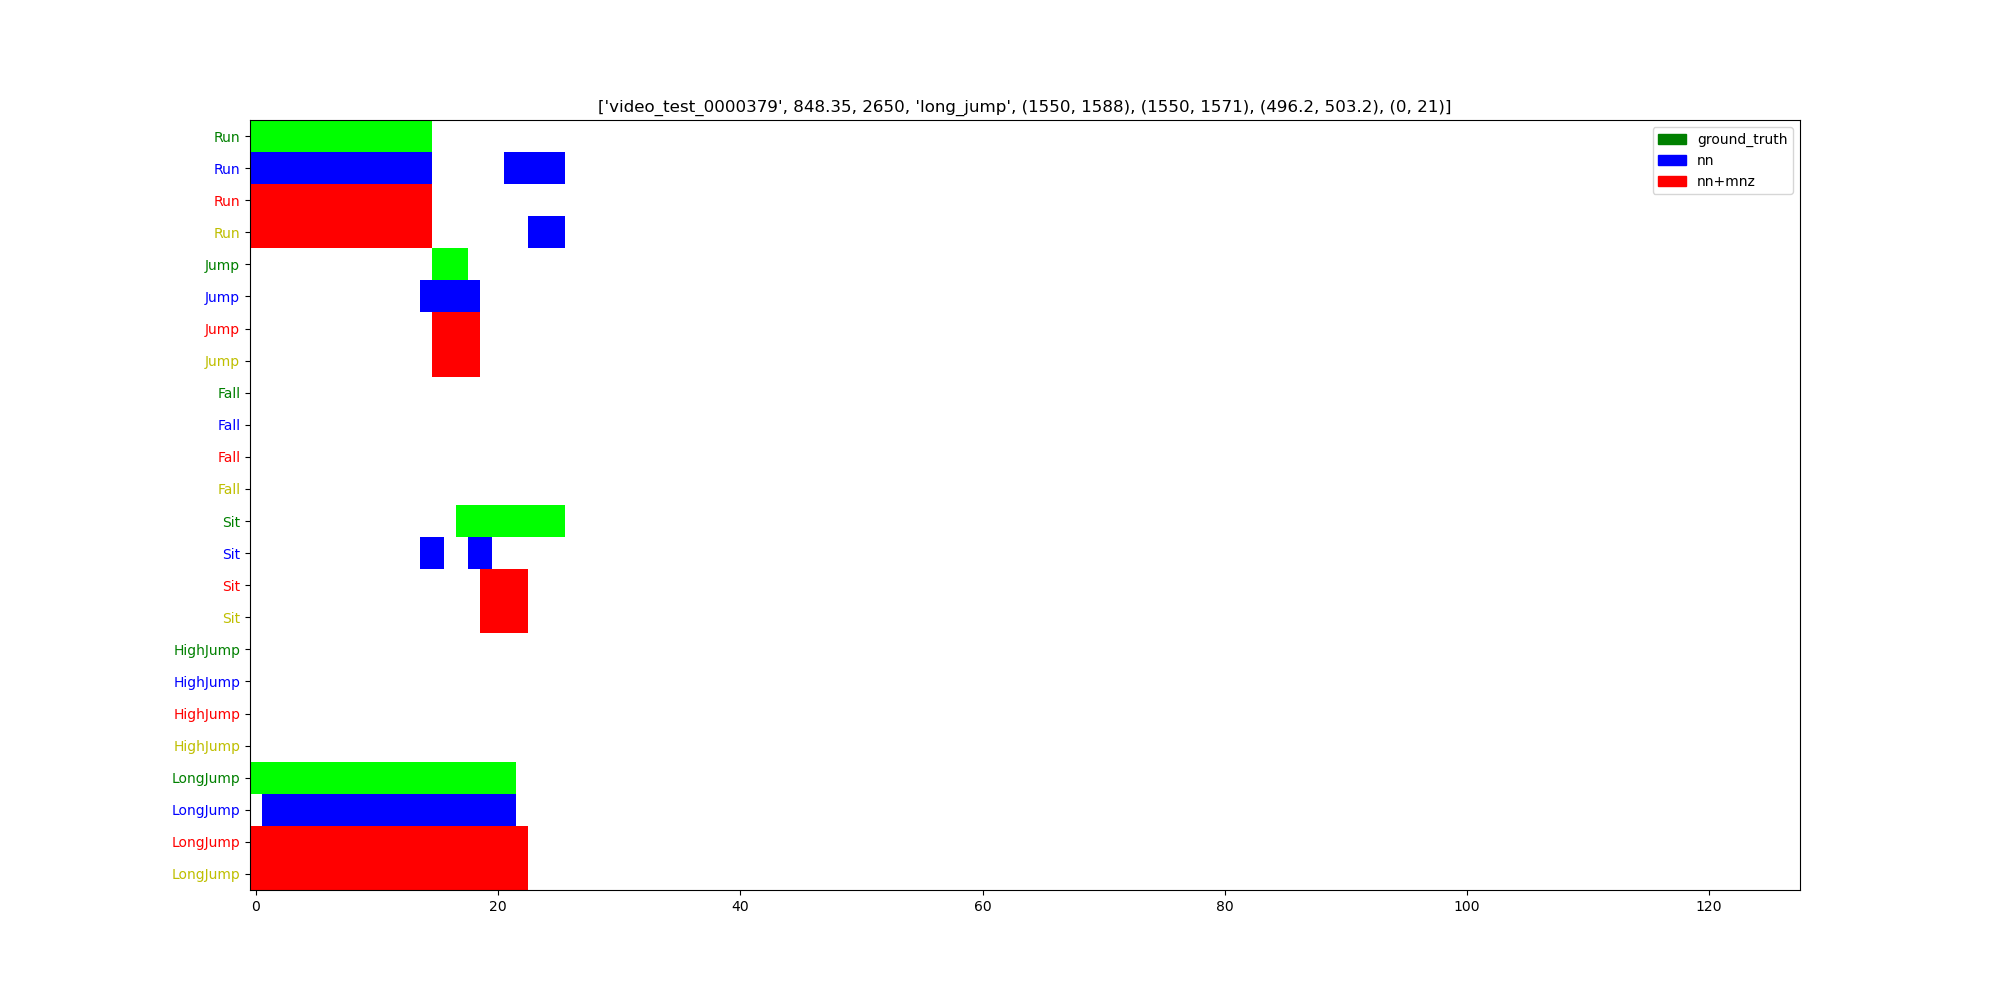 ['video_test_0000379', 848.35, 2650, 'long_jump', (1550, 1588), (1550, 1571), (496.2, 503.2), (0, 21)]
ground_truth
nn
nn+mnz
Run
Run
Run
Run
Jump
Jump
Jump
Jump
Fall
Fall
Fall
Fall
Sit
Sit
Sit
Sit
HighJump
HighJump
HighJump
HighJump
LongJump
LongJump
LongJump
LongJump
0 20 40 60 80 100 120